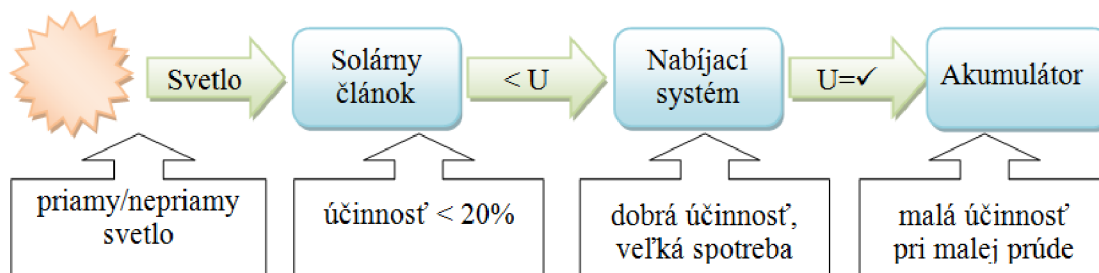 Svetlo
Solárny
článok
< U
Nabíjací
systém
U=✓
Akumulátor
priamy/nepriamy
svetlo
účinnosť < 20%
dobrá účinnosť,
veľká spotreba
malá účinnosť
pri malej prúde